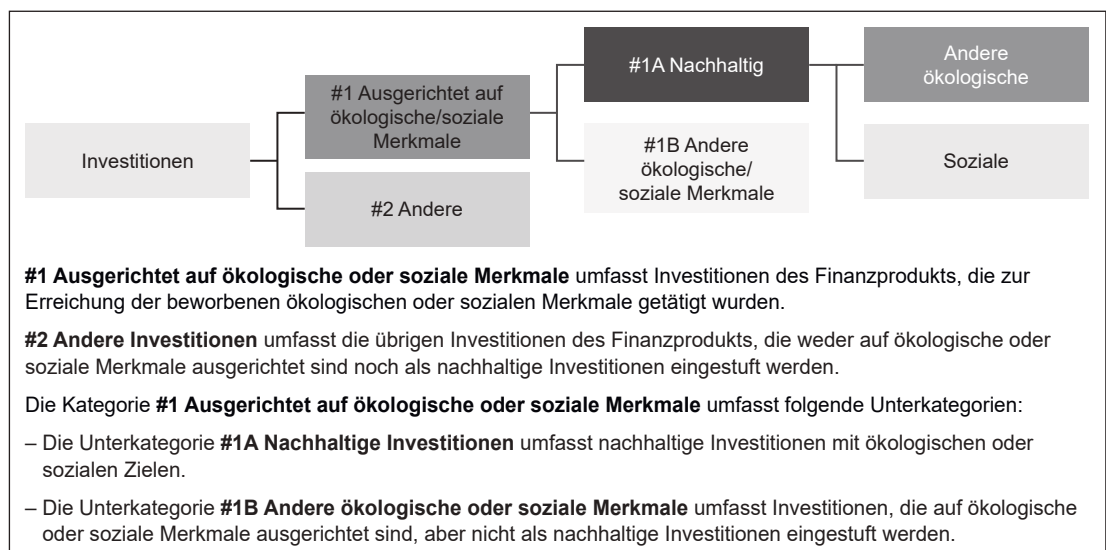 Investitionen
#1 Ausgerichtet auf
ökologische/soziale
Merkmale
#2 Andere
#1A Nachhaltig
#1B Andere
ökologische/
soziale Merkmale
Andere
ökologische
Soziale
#1 Ausgerichtet auf ökologische oder soziale Merkmale umfasst Investitionen des Finanzprodukts, die zur
Erreichung der beworbenen ökologischen oder sozialen Merkmale getätigt wurden.
#2 Andere Investitionen umfasst die übrigen Investitionen des Finanzprodukts, die weder auf ökologische oder
soziale Merkmale ausgerichtet sind noch als nachhaltige Investitionen eingestuft werden.
Die Kategorie #1 Ausgerichtet auf ökologische oder soziale Merkmale umfasst folgende Unterkategorien:
– Die Unterkategorie #1A Nachhaltige Investitionen umfasst nachhaltige Investitionen mit ökologischen oder
sozialen Zielen.
– Die Unterkategorie #1B Andere ökologische oder soziale Merkmale umfasst Investitionen, die auf ökologische
oder soziale Merkmale ausgerichtet sind, aber nicht als nachhaltige Investitionen eingestuft werden.